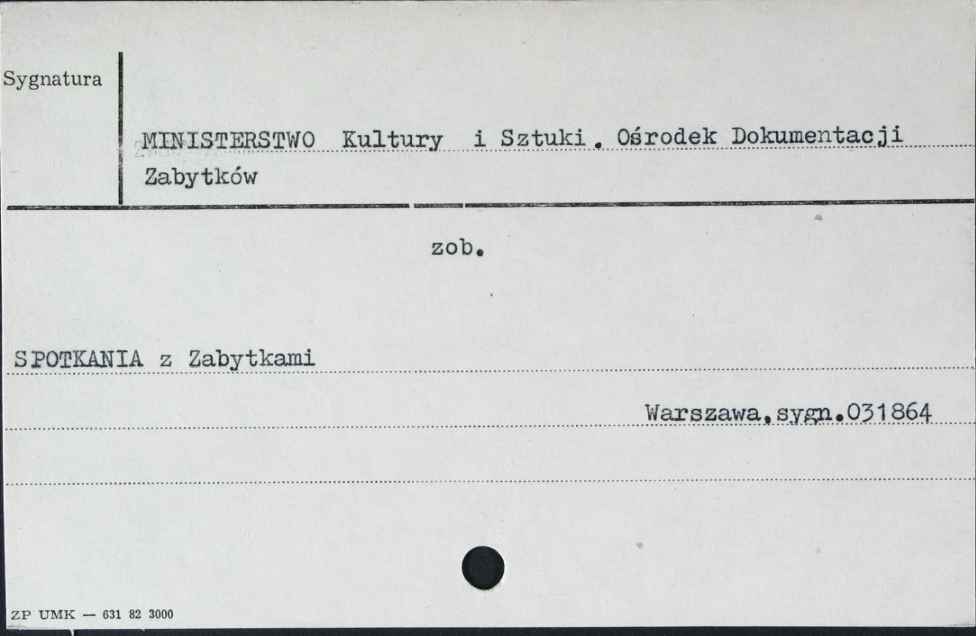 Sygnatura
MINISTERSTWO Kultury i Sztuki. Ośrodek Dokumentacji
Zabytków
zob.
SPOTKANIA z Zabytkami
Warszawa, sygn.031864
ZP UMK — 631 82 3000